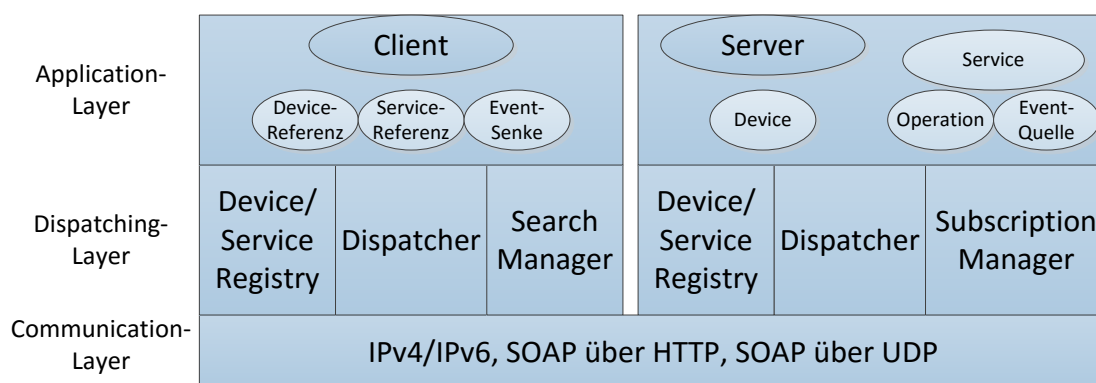 Application-
Layer
Client
Device-
Referenz
Service-
Referenz
Event-
Senke
Server
Service
Device
Operation
Event-
Quelle
Dispatching-
Layer
Device/
Service
Registry
Dispatcher
Search
Manager
Device/
Service
Registry
Dispatcher
Subscription
Manager
Communication-
Layer
IPv4/IPv6, SOAP über HTTP, SOAP über UDP